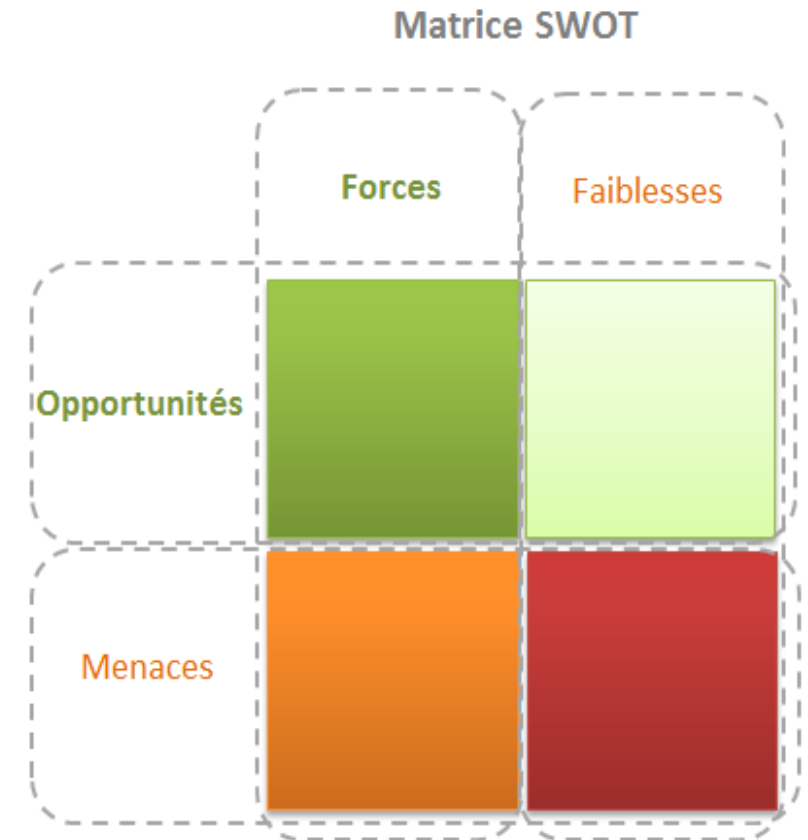 Matrice SWOT
Forces
Faiblesses
Opportunités
Menaces